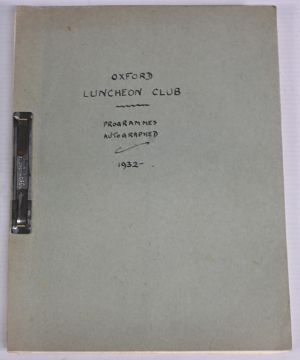 OXFORD
LUNCHEON CLUB
PROGRAMMES
AUTOGRAPHED
1932-